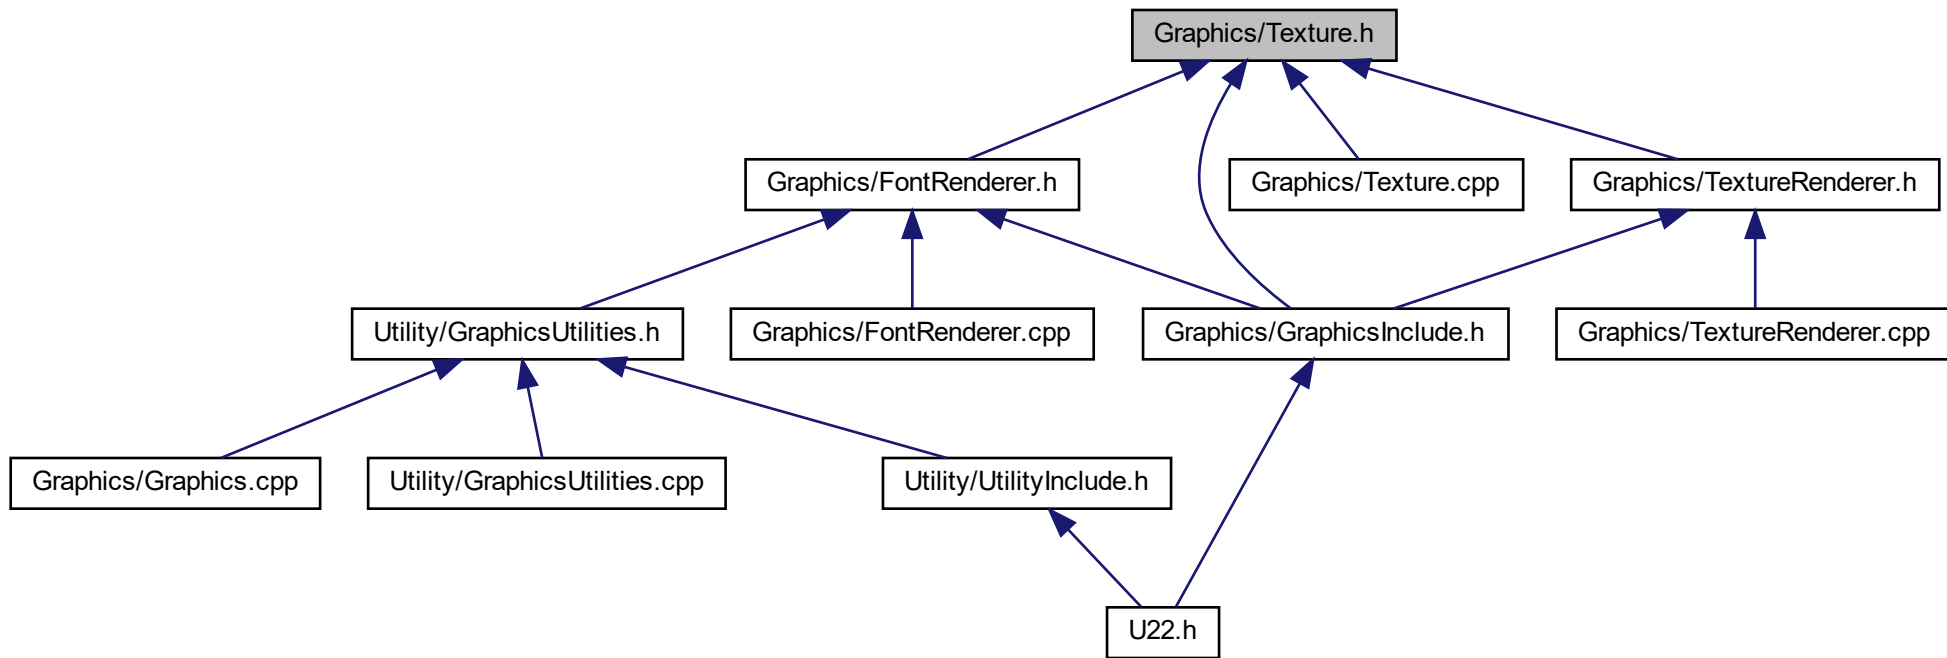 Graphics/Texture.h
Graphics/FontRenderer.h
Graphics/Texture.cpp
Graphics/TextureRenderer.h
Utility/GraphicsUtilities.h
Graphics/FontRenderer.cpp
Graphics/GraphicsInclude.h
Graphics/TextureRenderer.cpp
Graphics/Graphics.cpp
Utility/GraphicsUtilities.cpp
Utility/UtilityInclude.h
U22.h